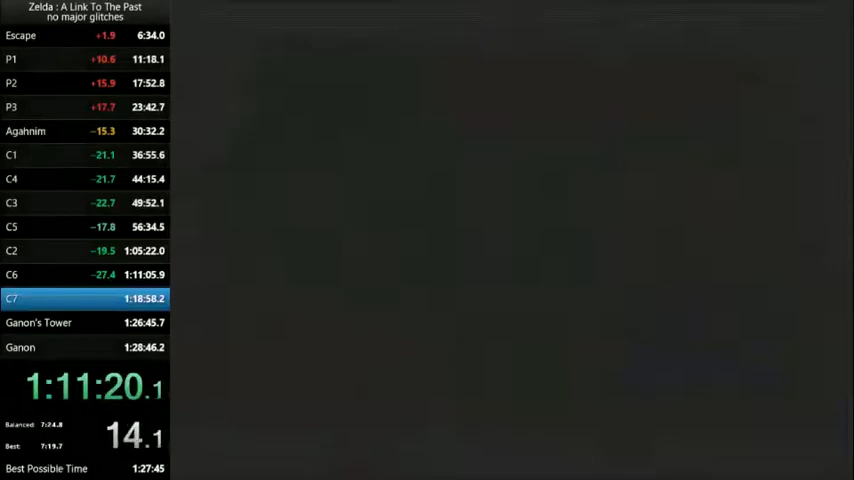 Zelda : A Link To The Past
no major glitches
Escape +1.9 6:34.0
P1 +10.6 11:18.1
P2 +15.9 17:52.8
P3 +17.7 23:42.7
Agahnim −15.3 30:32.2
C1 −21.1 36:55.6
C4 −21.7 44:15.4
C3 −22.7 49:52.1
C5 −17.8 56:34.5
C2 −19.5 1:05:22.0
C6 −27.4 1:11:05.9
C7 1:18:58.2
Ganon's Tower 1:26:45.7
Ganon 1:28:46.2
1:11:20.1
Balanced: 7:24.8
14.1
Best: 7:19.7
Best Possible Time 1:27:45